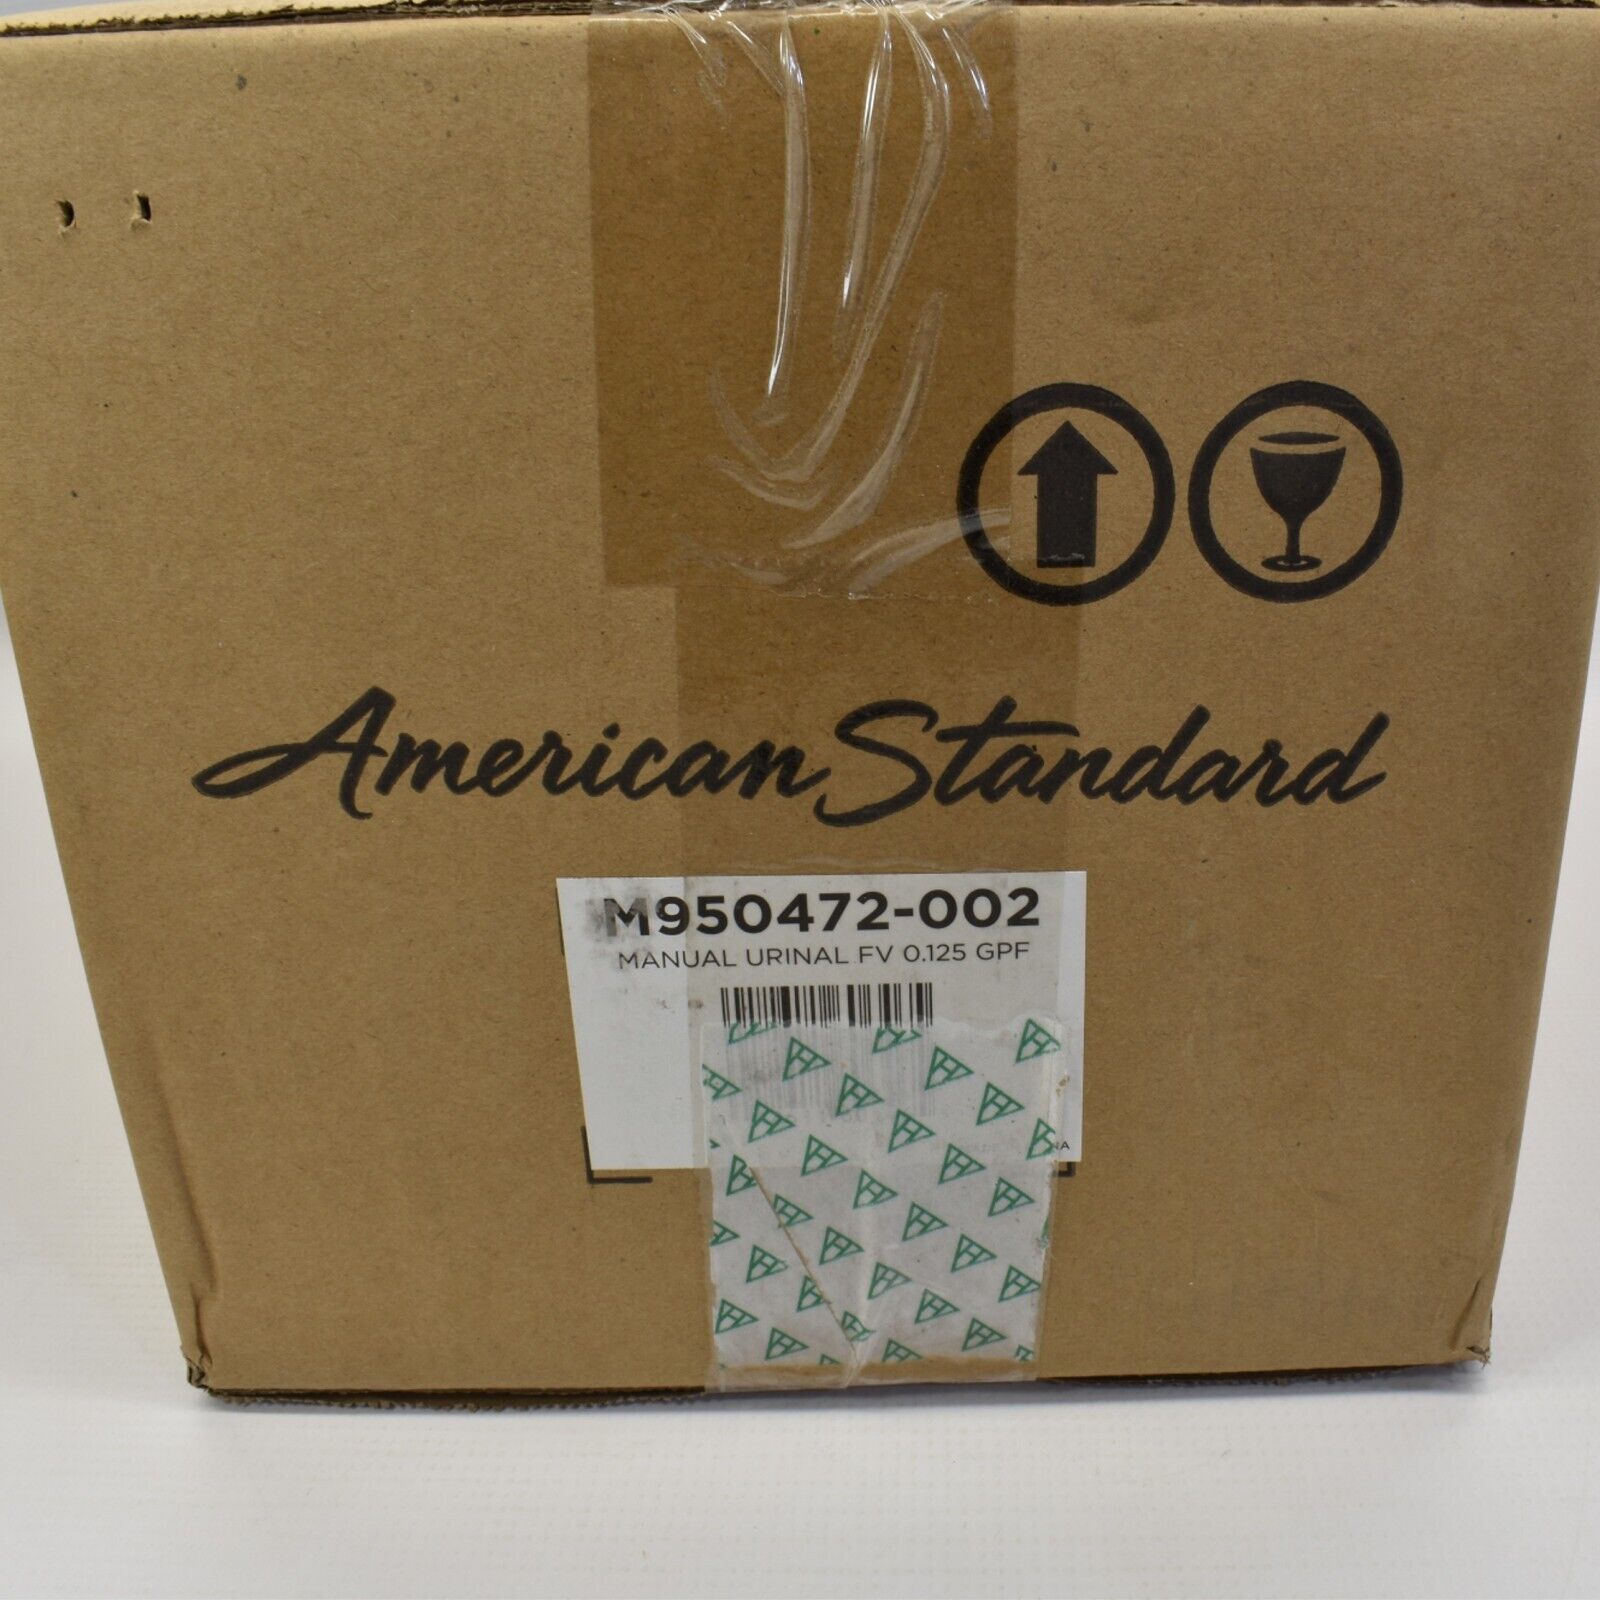 American Standard
M950472-002
MANUAL URINAL FV 0.125 GPF